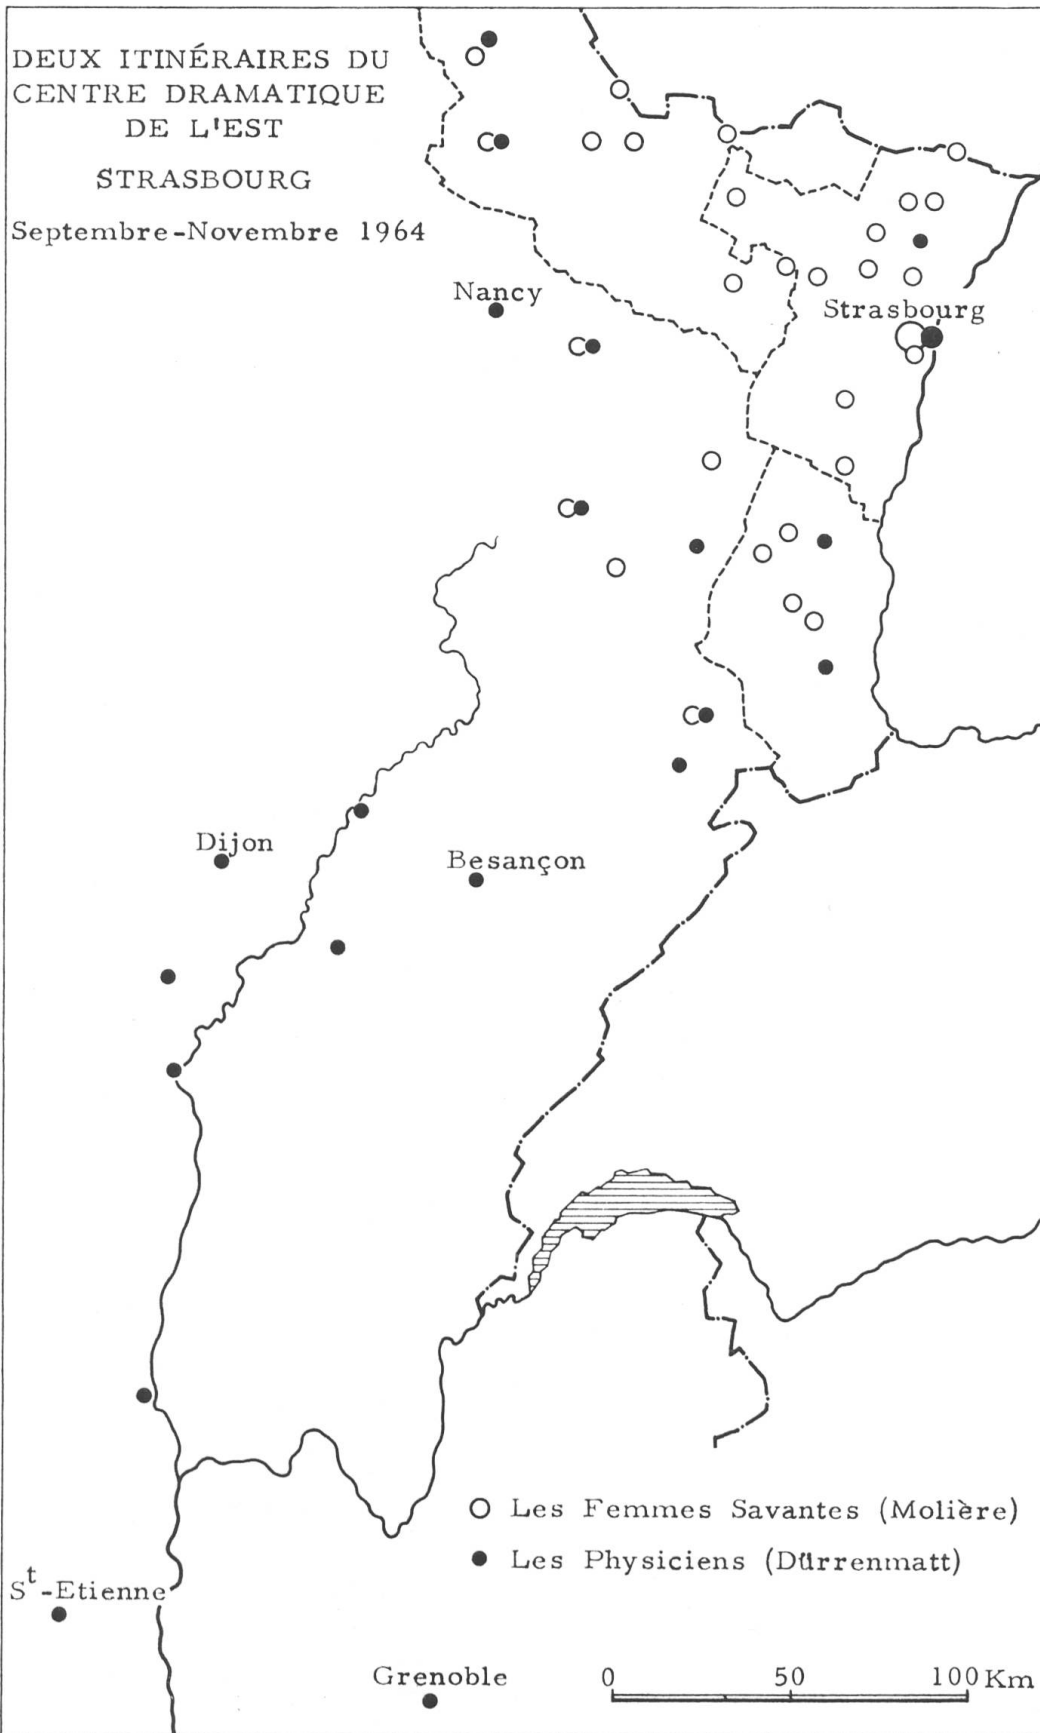 DEUX ITINÉRAIRES DU
CENTRE DRAMATIQUE
DE L'EST
STRASBOURG
Septembre-Novembre 1964
Nancy
Strasbourg
Dijon
Besançon
Les Femmes Savantes (Molière)
Les Physiciens (Dürrenmatt)
St-Etienne
Grenoble
0 50 100 Km